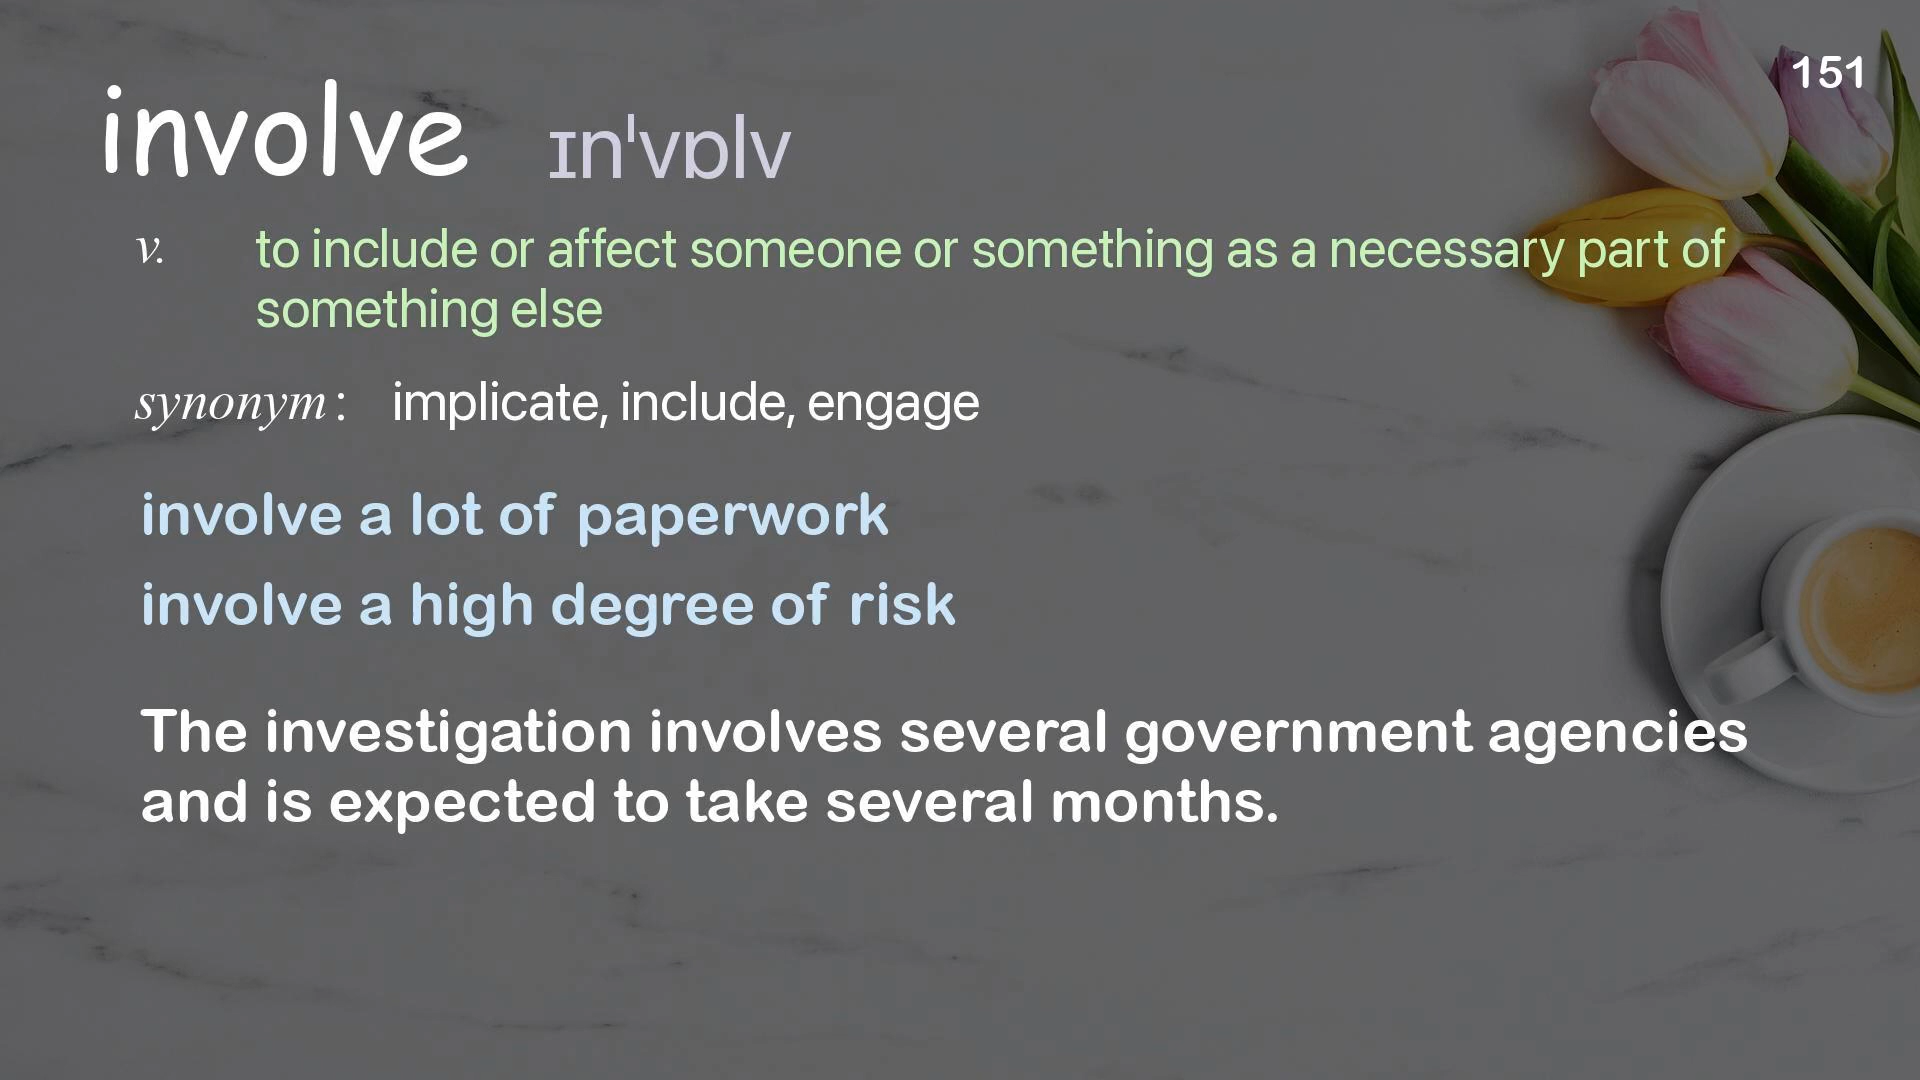 151
involve ɪnˈvɒlv
v. to include or affect someone or something as a necessary part of
something else
synonym : implicate, include, engage
involve a lot of paperwork
involve a high degree of risk
The investigation involves several government agencies
and is expected to take several months.